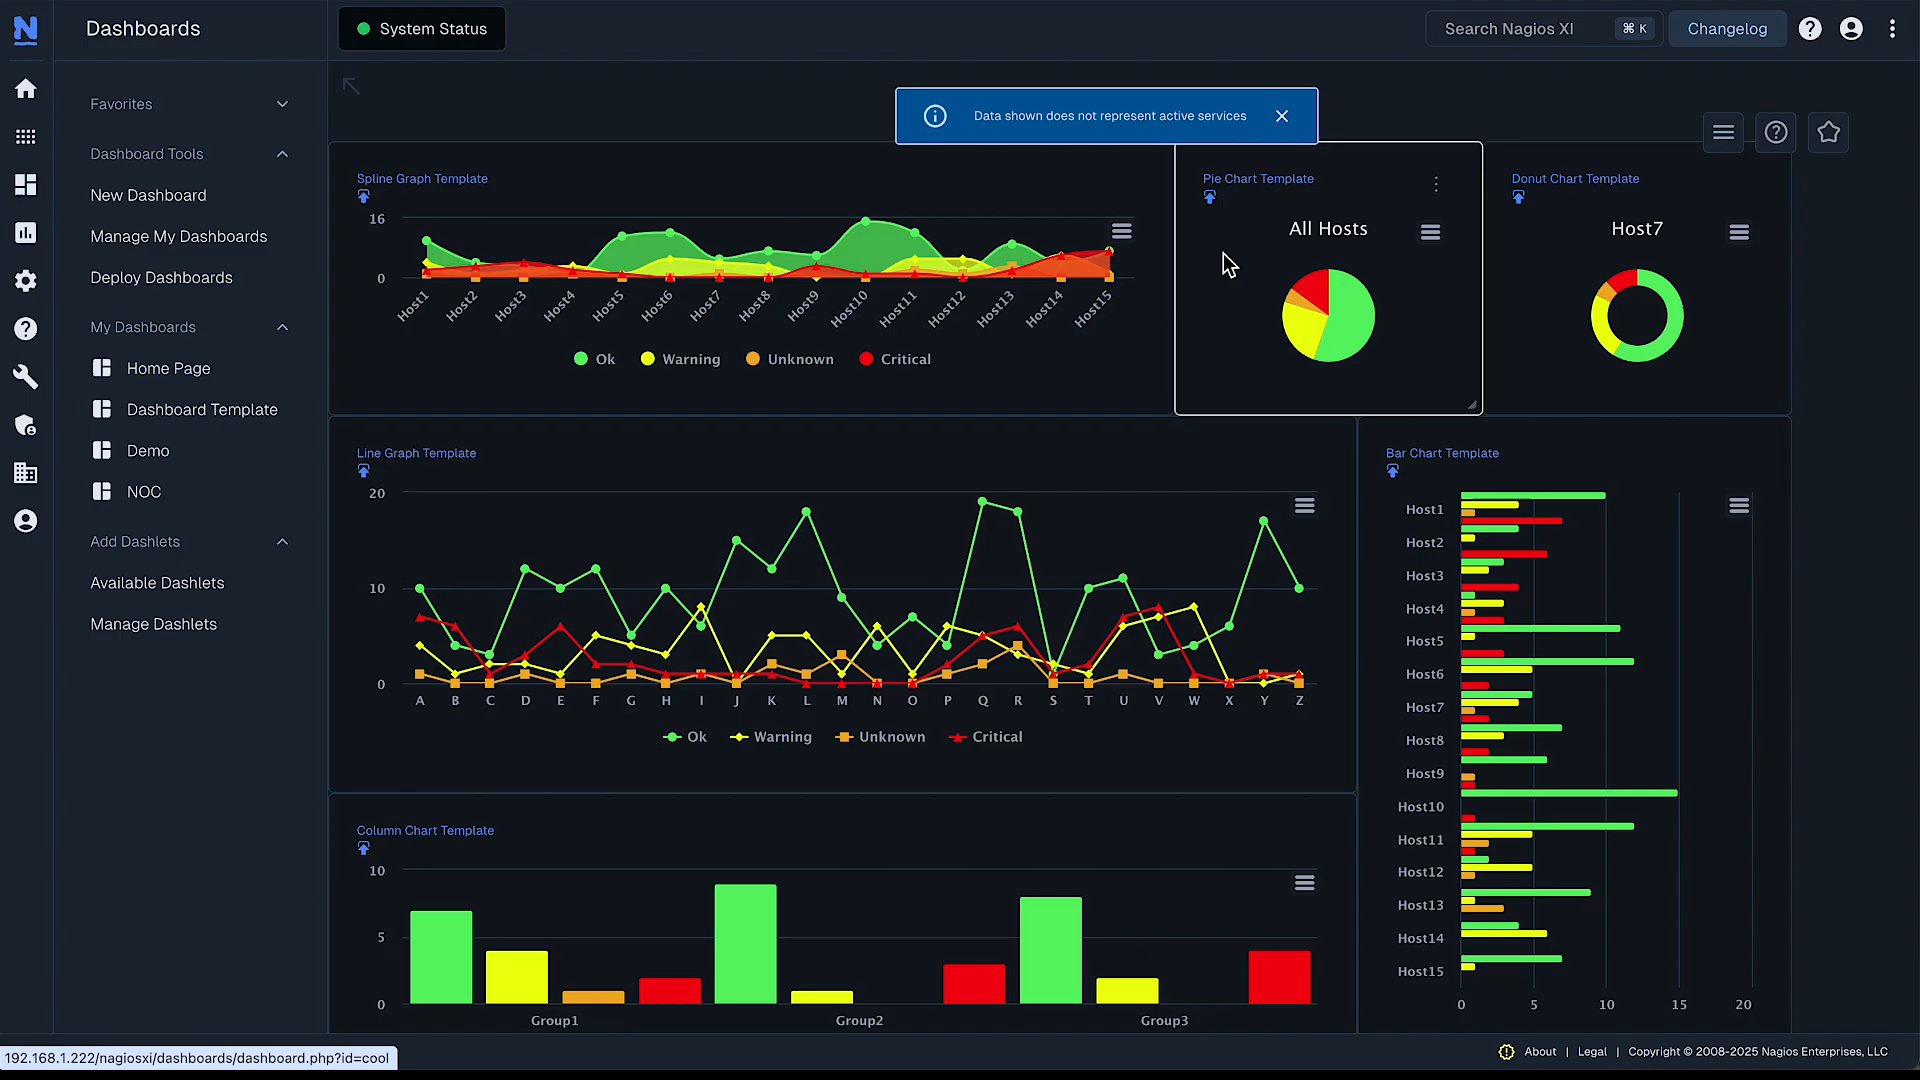 Dashboards
System Status
Search Nagios XI
⌘ K
Changelog
Favorites
Dashboard Tools
New Dashboard
Manage My Dashboards
Deploy Dashboards
My Dashboards
Home Page
Dashboard Template
Demo
NOC
Add Dashlets
Available Dashlets
Manage Dashlets
Data shown does not represent active services
Spline Graph Template
16
0
Host1 Host2 Host3 Host4 Host5 Host6 Host7 Host8 Host9 Host10 Host11 Host12 Host13 Host14 Host15
Ok Warning Unknown Critical
Pie Chart Template
All Hosts
Donut Chart Template
Host7
Line Graph Template
20
10
0
A B C D E F G H I J K L M N O P Q R S T U V W X Y Z
Ok Warning Unknown Critical
Bar Chart Template
Host1
Host2
Host3
Host4
Host5
Host6
Host7
Host8
Host9
Host10
Host11
Host12
Host13
Host14
Host15
0 5 10 15 20
Column Chart Template
10
5
0
Group1 Group2 Group3
192.168.1.222/nagiosxi/dashboards/dashboard.php?id=cool
About | Legal | Copyright © 2008-2025 Nagios Enterprises, LLC